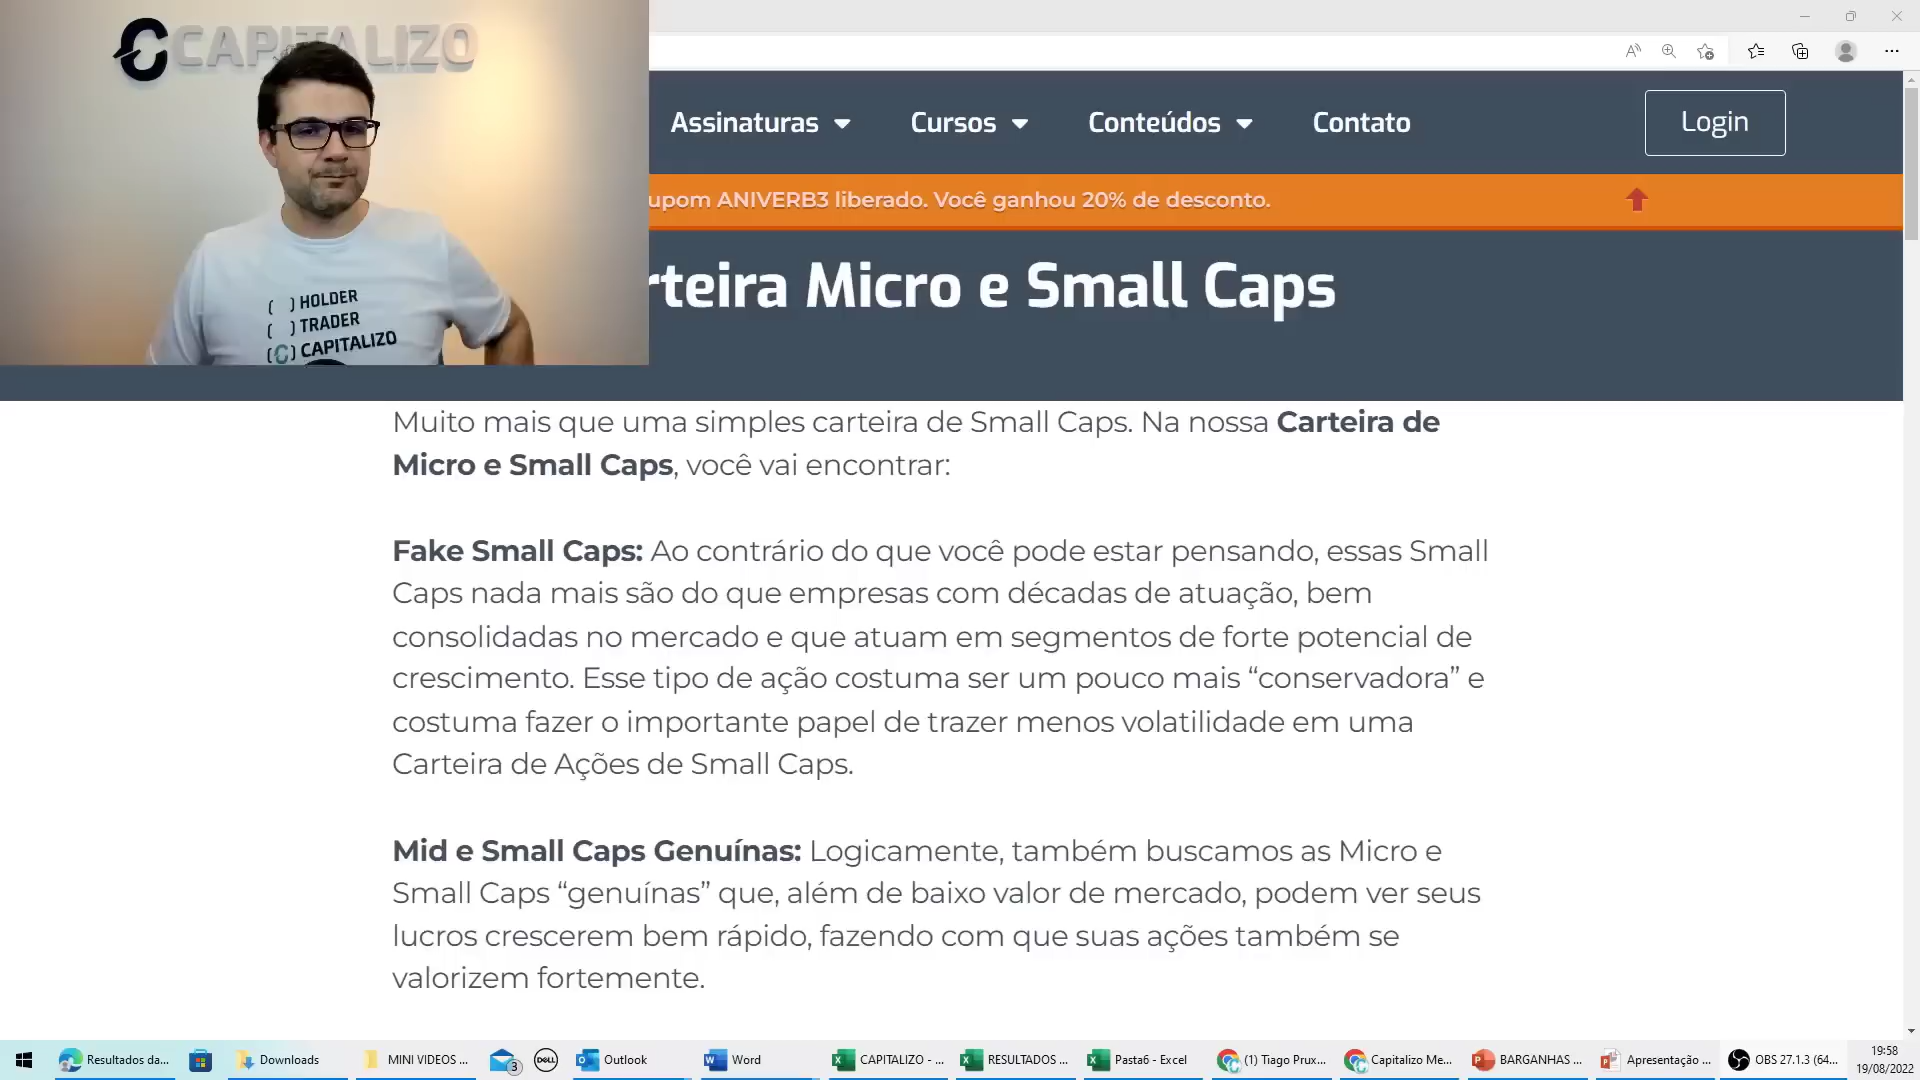 CAPITALIZO
( ) HOLDER
( ) TRADER
( ) CAPITALIZO
Assinaturas
Cursos
Conteúdos
Contato
Login
upom ANIVERB3 liberado. Você ganhou 20% de desconto.
rteira Micro e Small Caps
Muito mais que uma simples carteira de Small Caps. Na nossa Carteira de
Micro e Small Caps, você vai encontrar:
Fake Small Caps: Ao contrário do que você pode estar pensando, essas Small
Caps nada mais são do que empresas com décadas de atuação, bem
consolidadas no mercado e que atuam em segmentos de forte potencial de
crescimento. Esse tipo de ação costuma ser um pouco mais “conservadora” e
costuma fazer o importante papel de trazer menos volatilidade em uma
Carteira de Ações de Small Caps.
Mid e Small Caps Genuínas: Logicamente, também buscamos as Micro e
Small Caps “genuínas” que, além de baixo valor de mercado, podem ver seus
lucros crescerem bem rápido, fazendo com que suas ações também se
valorizem fortemente.
Resultados da...
Downloads
MINI VIDEOS ...
3
DELL
Outlook
Word
CAPITALIZO - ...
RESULTADOS ...
Pasta6 - Excel
(1) Tiago Prux...
Capitalizo Me...
BARGANHAS ...
Apresentação ...
OBS 27.1.3 (64...
19:58
19/08/2022